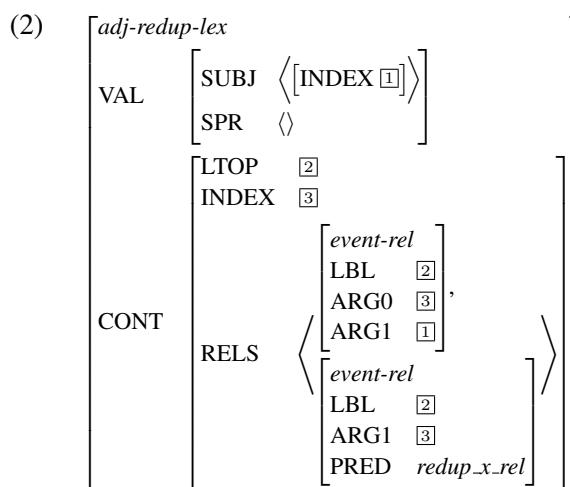 (2)
adj-redup-lex
VAL
SUBJ ⟨[INDEX 1]⟩
SPR ⟨⟩
CONT
LTOP 2
INDEX 3
RELS
event-rel
LBL 2
ARG0 3
ARG1 1
,
event-rel
LBL 2
ARG1 3
PRED redup_x_rel